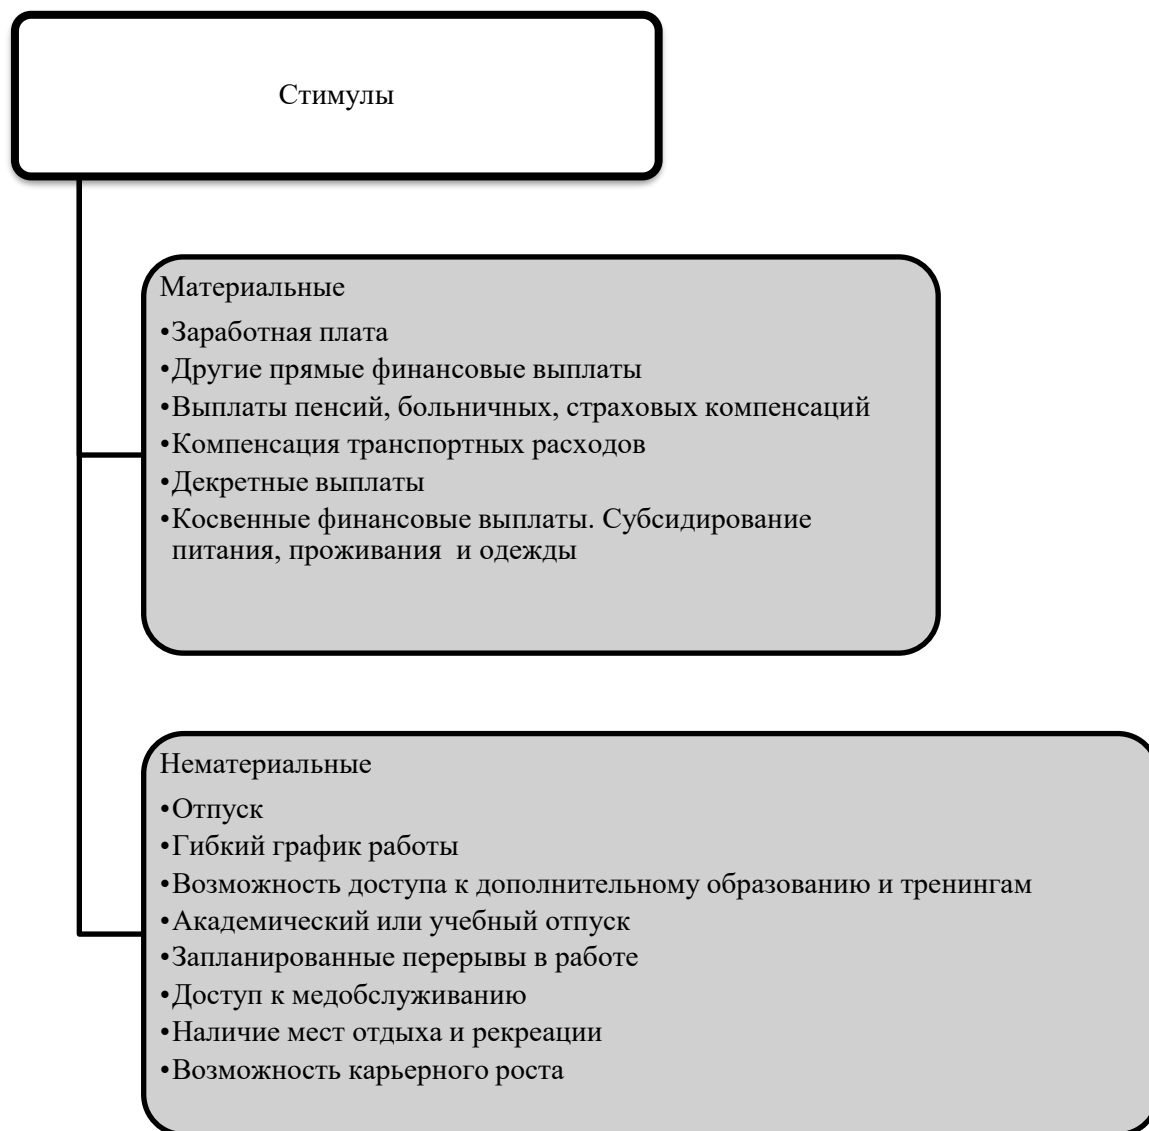 Стимулы
Материальные
•Заработная плата
•Другие прямые финансовые выплаты
•Выплаты пенсий, больничных, страховых компенсаций
•Компенсация транспортных расходов
•Декретные выплаты
•Косвенные финансовые выплаты. Субсидирование
питания, проживания  и одежды
Нематериальные
•Отпуск
•Гибкий график работы
•Возможность доступа к дополнительному образованию и тренингам
•Академический или учебный отпуск
•Запланированные перерывы в работе
•Доступ к медобслуживанию
•Наличие мест отдыха и рекреации
•Возможность карьерного роста